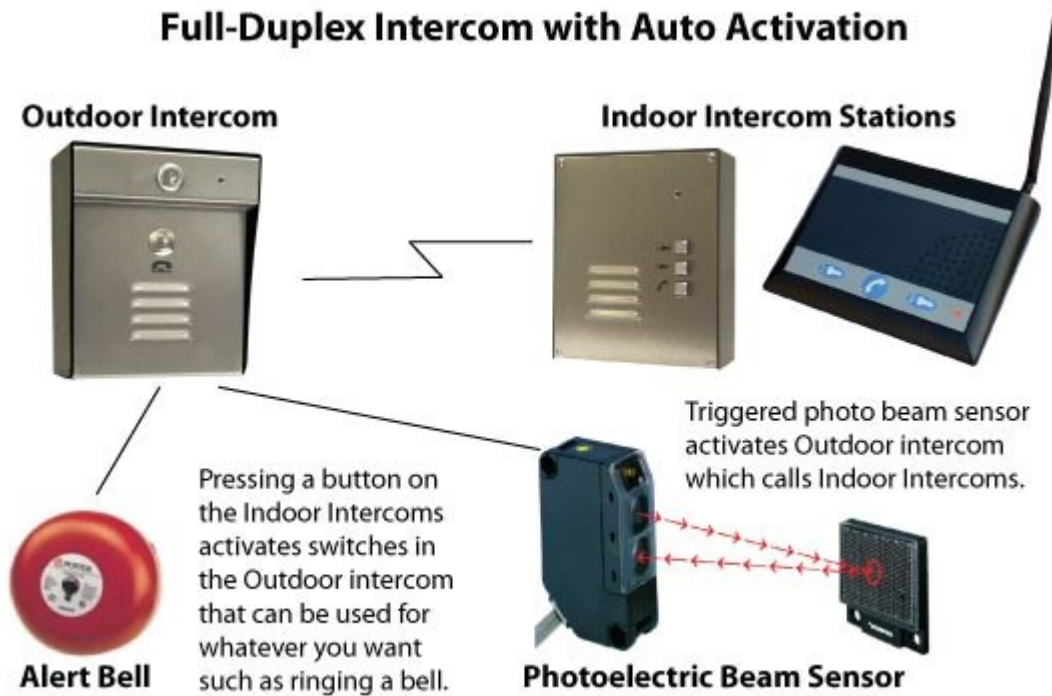 Full-Duplex Intercom with Auto Activation
Outdoor Intercom
Indoor Intercom Stations
Triggered photo beam sensor
activates Outdoor intercom
which calls Indoor Intercoms.
Pressing a button on
the Indoor Intercoms
activates switches in
the Outdoor intercom
that can be used for
whatever you want
such as ringing a bell.
Alert Bell
Photoelectric Beam Sensor